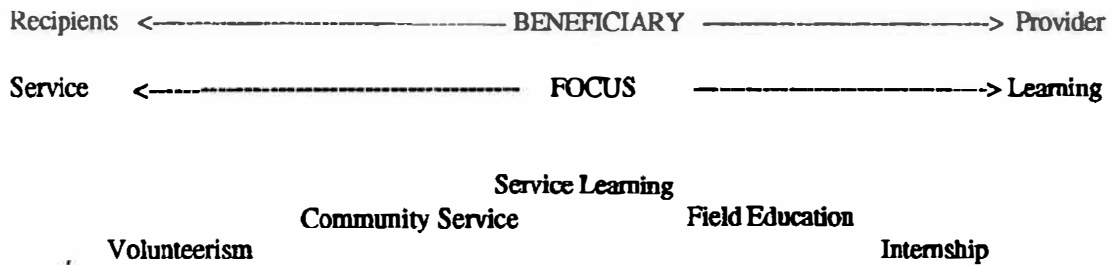 Recipients <--------------------------------- BENEFICIARY ----------------------------> Provider
Service <--------------------------------- FOCUS ----------------------------> Learning
Service Learning
Community Service Field Education
Volunteerism Internship